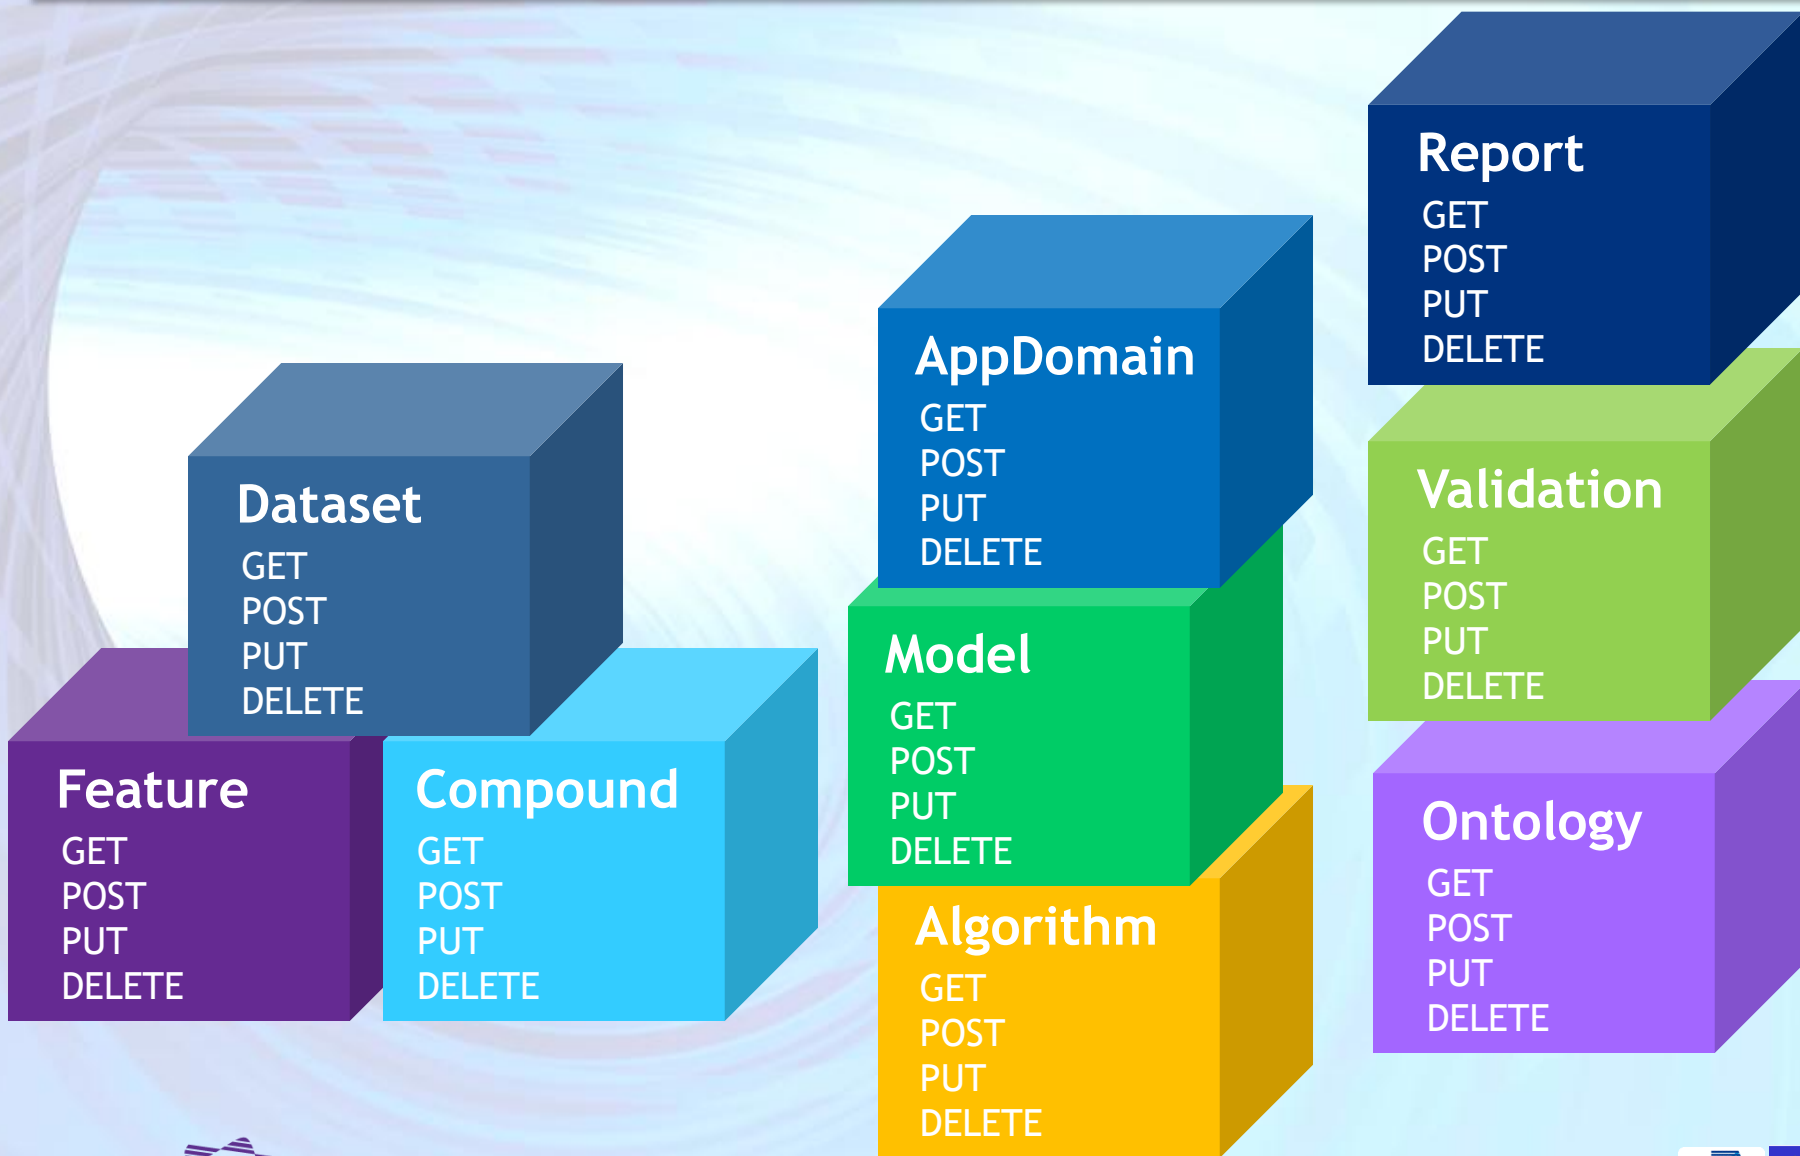 Dataset
GET
POST
PUT
DELETE
Feature
GET
POST
PUT
DELETE
Compound
GET
POST
PUT
DELETE
AppDomain
GET
POST
PUT
DELETE
Model
GET
POST
PUT
DELETE
Algorithm
GET
POST
PUT
DELETE
Report
GET
POST
PUT
DELETE
Validation
GET
POST
PUT
DELETE
Ontology
GET
POST
PUT
DELETE